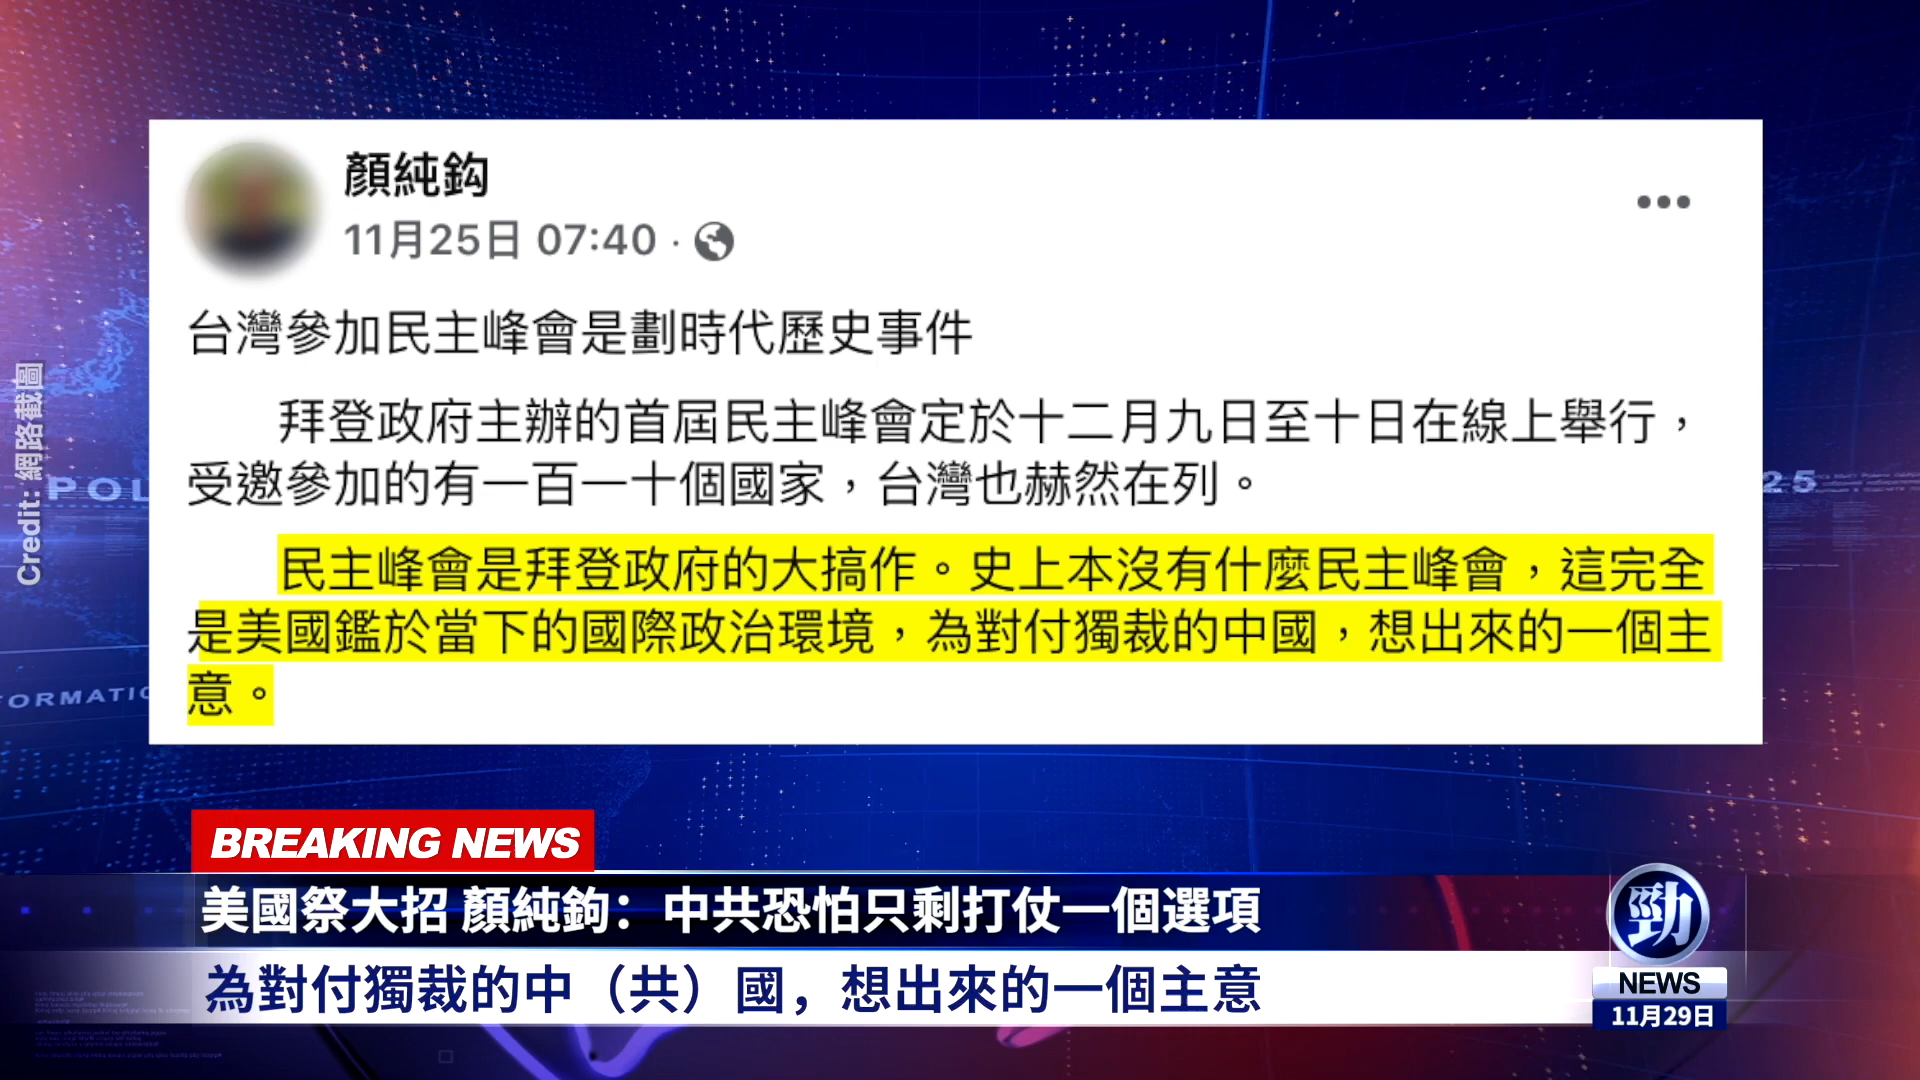 顏純鈎
11月25日 07:40 ·
台灣參加民主峰會是劃時代歷史事件
拜登政府主辦的首屆民主峰會定於十二月九日至十日在線上舉行，
受邀參加的有一百一十個國家，台灣也赫然在列。
民主峰會是拜登政府的大搞作。史上本沒有什麼民主峰會，這完全
是美國鑑於當下的國際政治環境，為對付獨裁的中國，想出來的一個主
意。
Credit: 網路截圖
POL
25
FORMATIO
BREAKING NEWS
美國祭大招 顏純鉤：中共恐怕只剩打仗一個選項
為對付獨裁的中（共）國，想出來的一個主意
勁
NEWS
11月29日